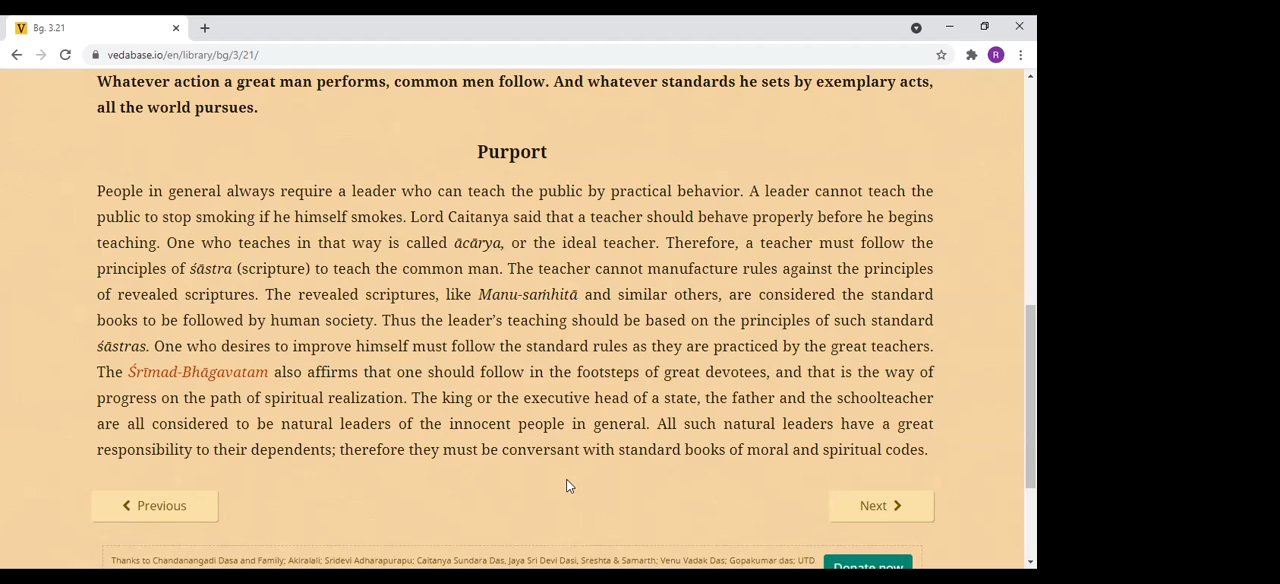 Bg. 3.21
vedabase.io/en/library/bg/3/21/
R
Whatever action a great man performs, common men follow. And whatever standards he sets by exemplary acts,
all the world pursues.
Purport
People in general always require a leader who can teach the public by practical behavior. A leader cannot teach the
public to stop smoking if he himself smokes. Lord Caitanya said that a teacher should behave properly before he begins
teaching. One who teaches in that way is called ācārya, or the ideal teacher. Therefore, a teacher must follow the
principles of śāstra (scripture) to teach the common man. The teacher cannot manufacture rules against the principles
of revealed scriptures. The revealed scriptures, like Manu-saṁhitā and similar others, are considered the standard
books to be followed by human society. Thus the leader’s teaching should be based on the principles of such standard
śāstras. One who desires to improve himself must follow the standard rules as they are practiced by the great teachers.
The Śrīmad-Bhāgavatam also affirms that one should follow in the footsteps of great devotees, and that is the way of
progress on the path of spiritual realization. The king or the executive head of a state, the father and the schoolteacher
are all considered to be natural leaders of the innocent people in general. All such natural leaders have a great
responsibility to their dependents; therefore they must be conversant with standard books of moral and spiritual codes.
Previous
Next
Thanks to Chandanangadi Dasa and Family; Akiralali; Sridevi Adharapurapu; Caitanya Sundara Das, Jaya Sri Devi Dasi, Sreshta & Samarth; Venu Vadak Das; Gopakumar das; UTD
Donate now